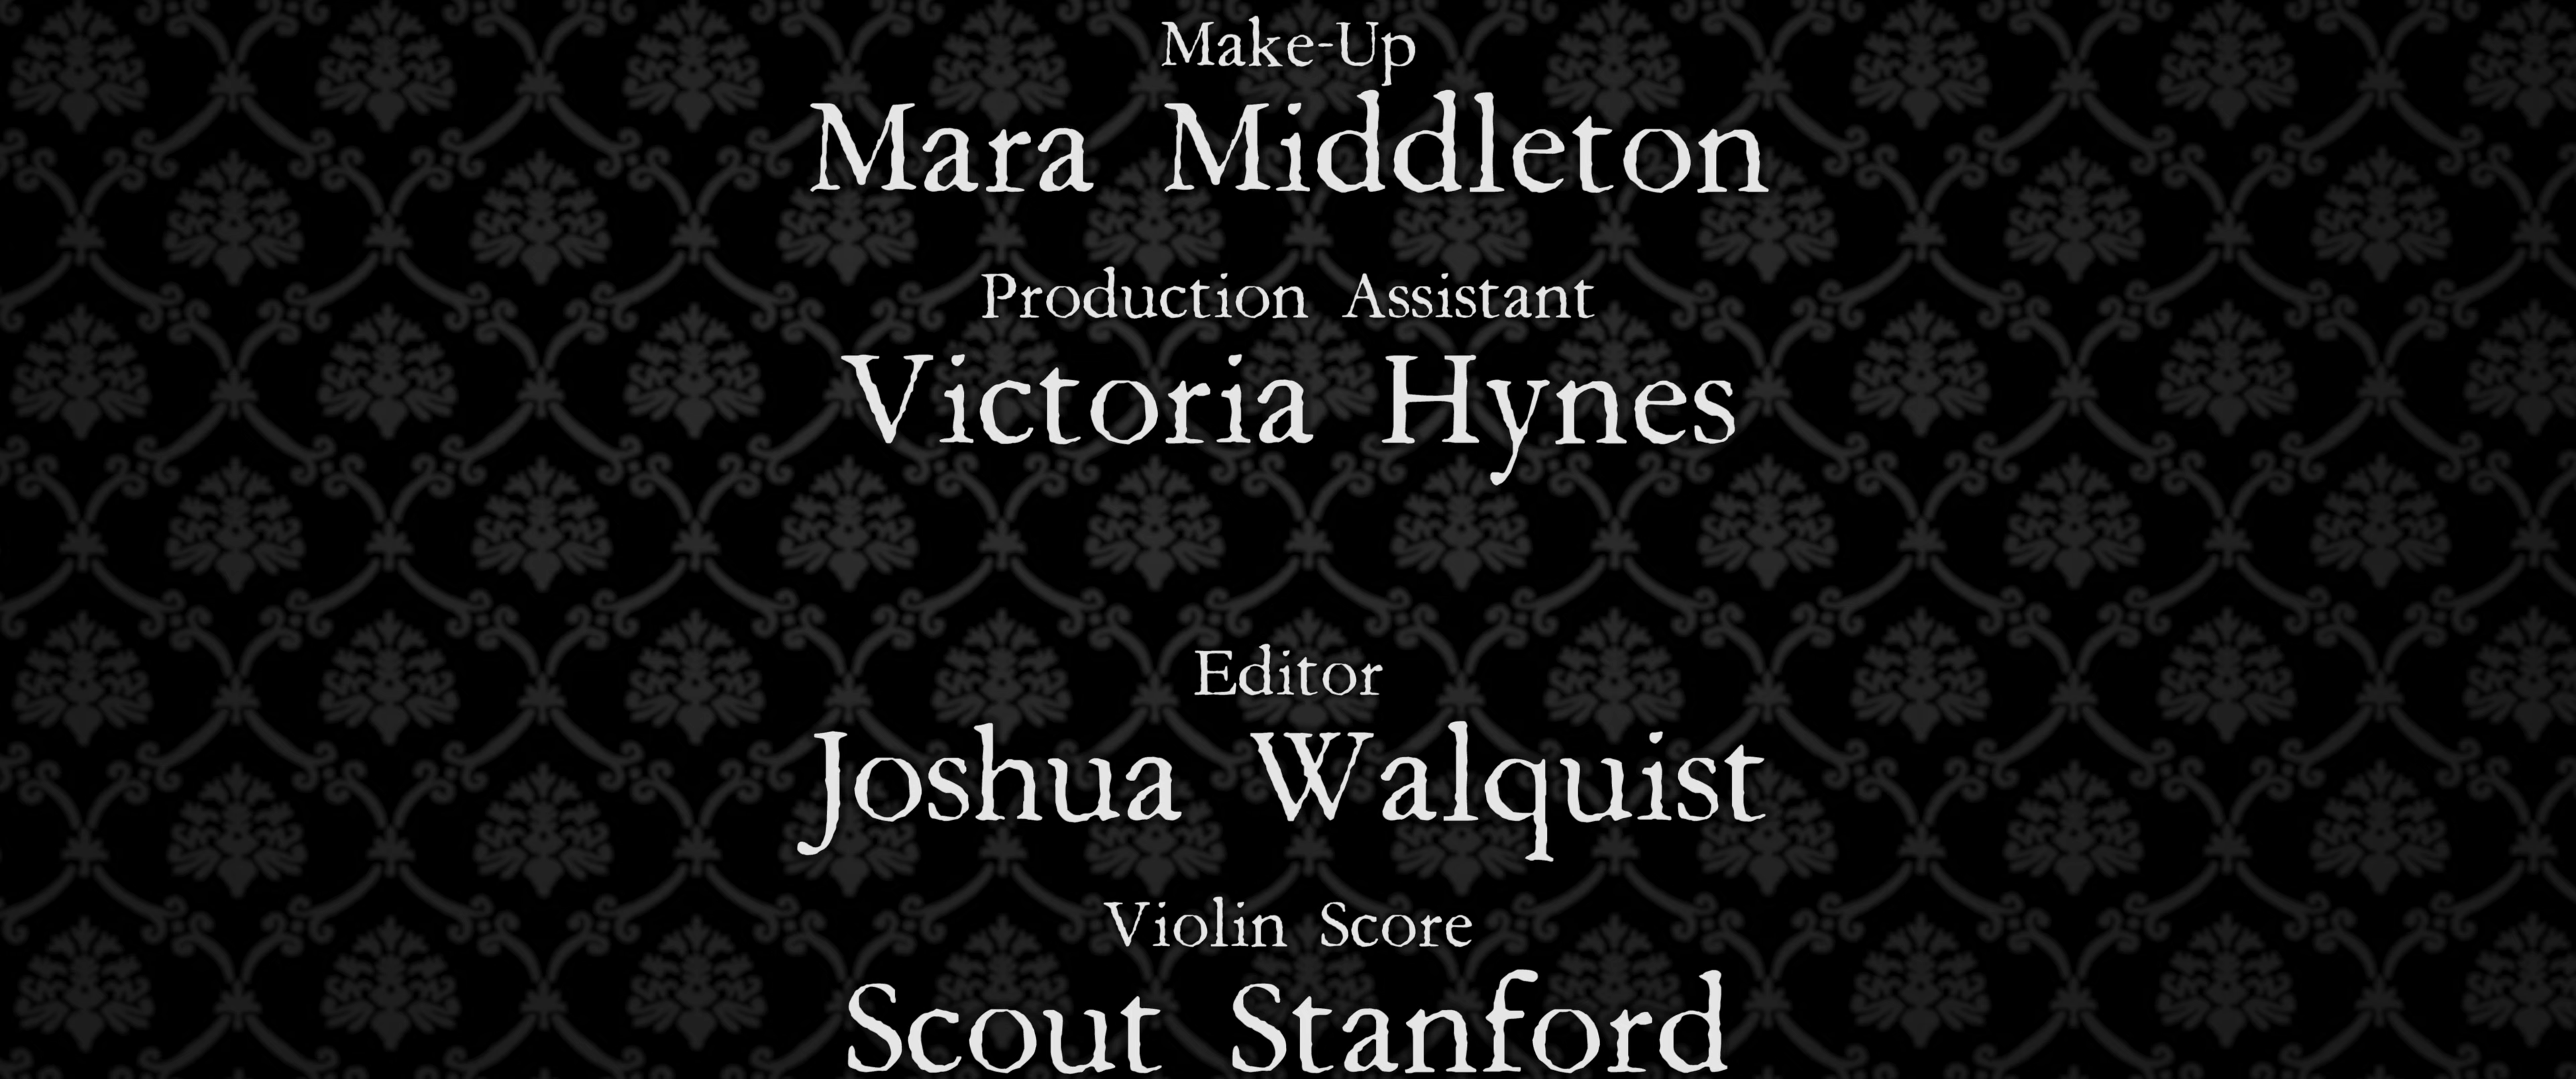 Make-Up
Mara Middleton
Production Assistant
Victoria Hynes
Editor
Joshua Walquist
Violin Score
Scout Stanford